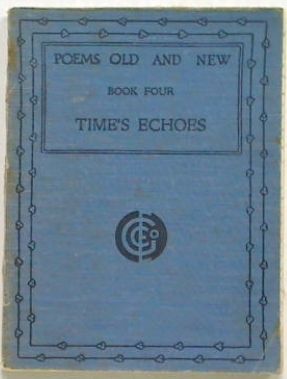 POEMS OLD AND NEW
BOOK FOUR
TIME'S ECHOES